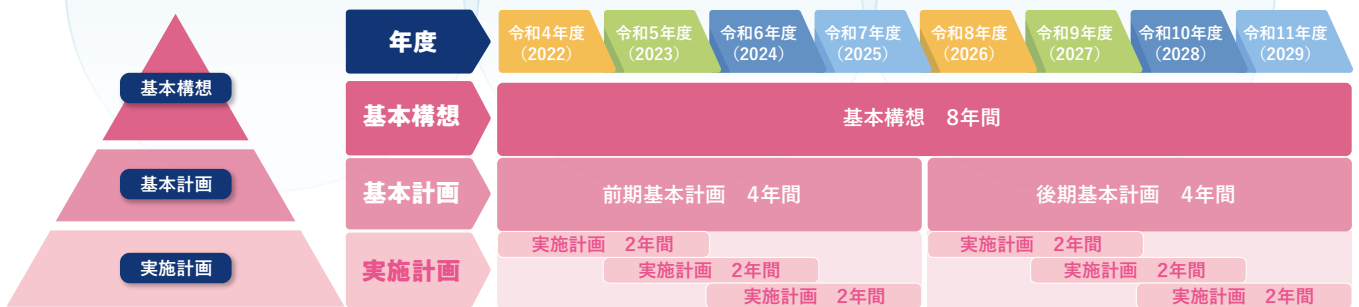 基本構想
基本計画
実施計画
年度
令和4年度
（2022）
令和5年度
（2023）
令和6年度
（2024）
令和7年度
（2025）
令和8年度
（2026）
令和9年度
（2027）
令和10年度
（2028）
令和11年度
（2029）
基本構想
基本構想　8年間
基本計画
前期基本計画　4年間
後期基本計画　4年間
実施計画
実施計画　2年間
実施計画　2年間
実施計画　2年間
実施計画　2年間
実施計画　2年間
実施計画　2年間